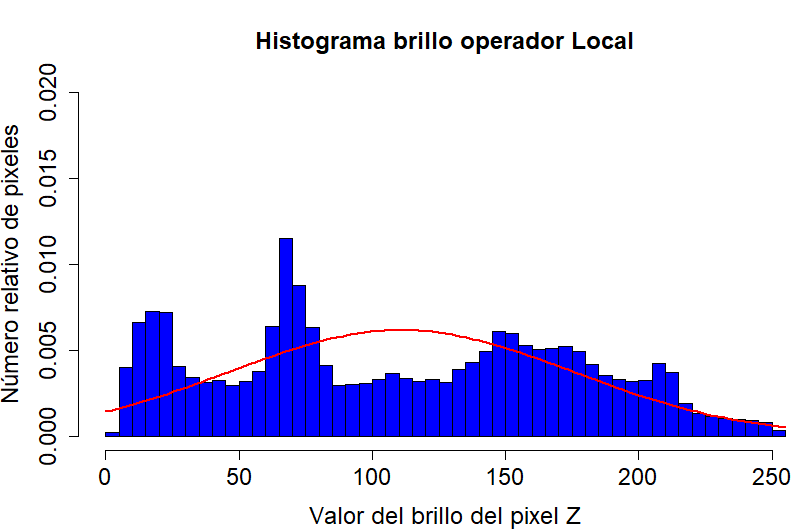 Histograma brillo operador Local
Número relativo de pixeles
0.020
0.015
0.010
0.005
0.000
0 50 100 150 200 250
Valor del brillo del pixel Z